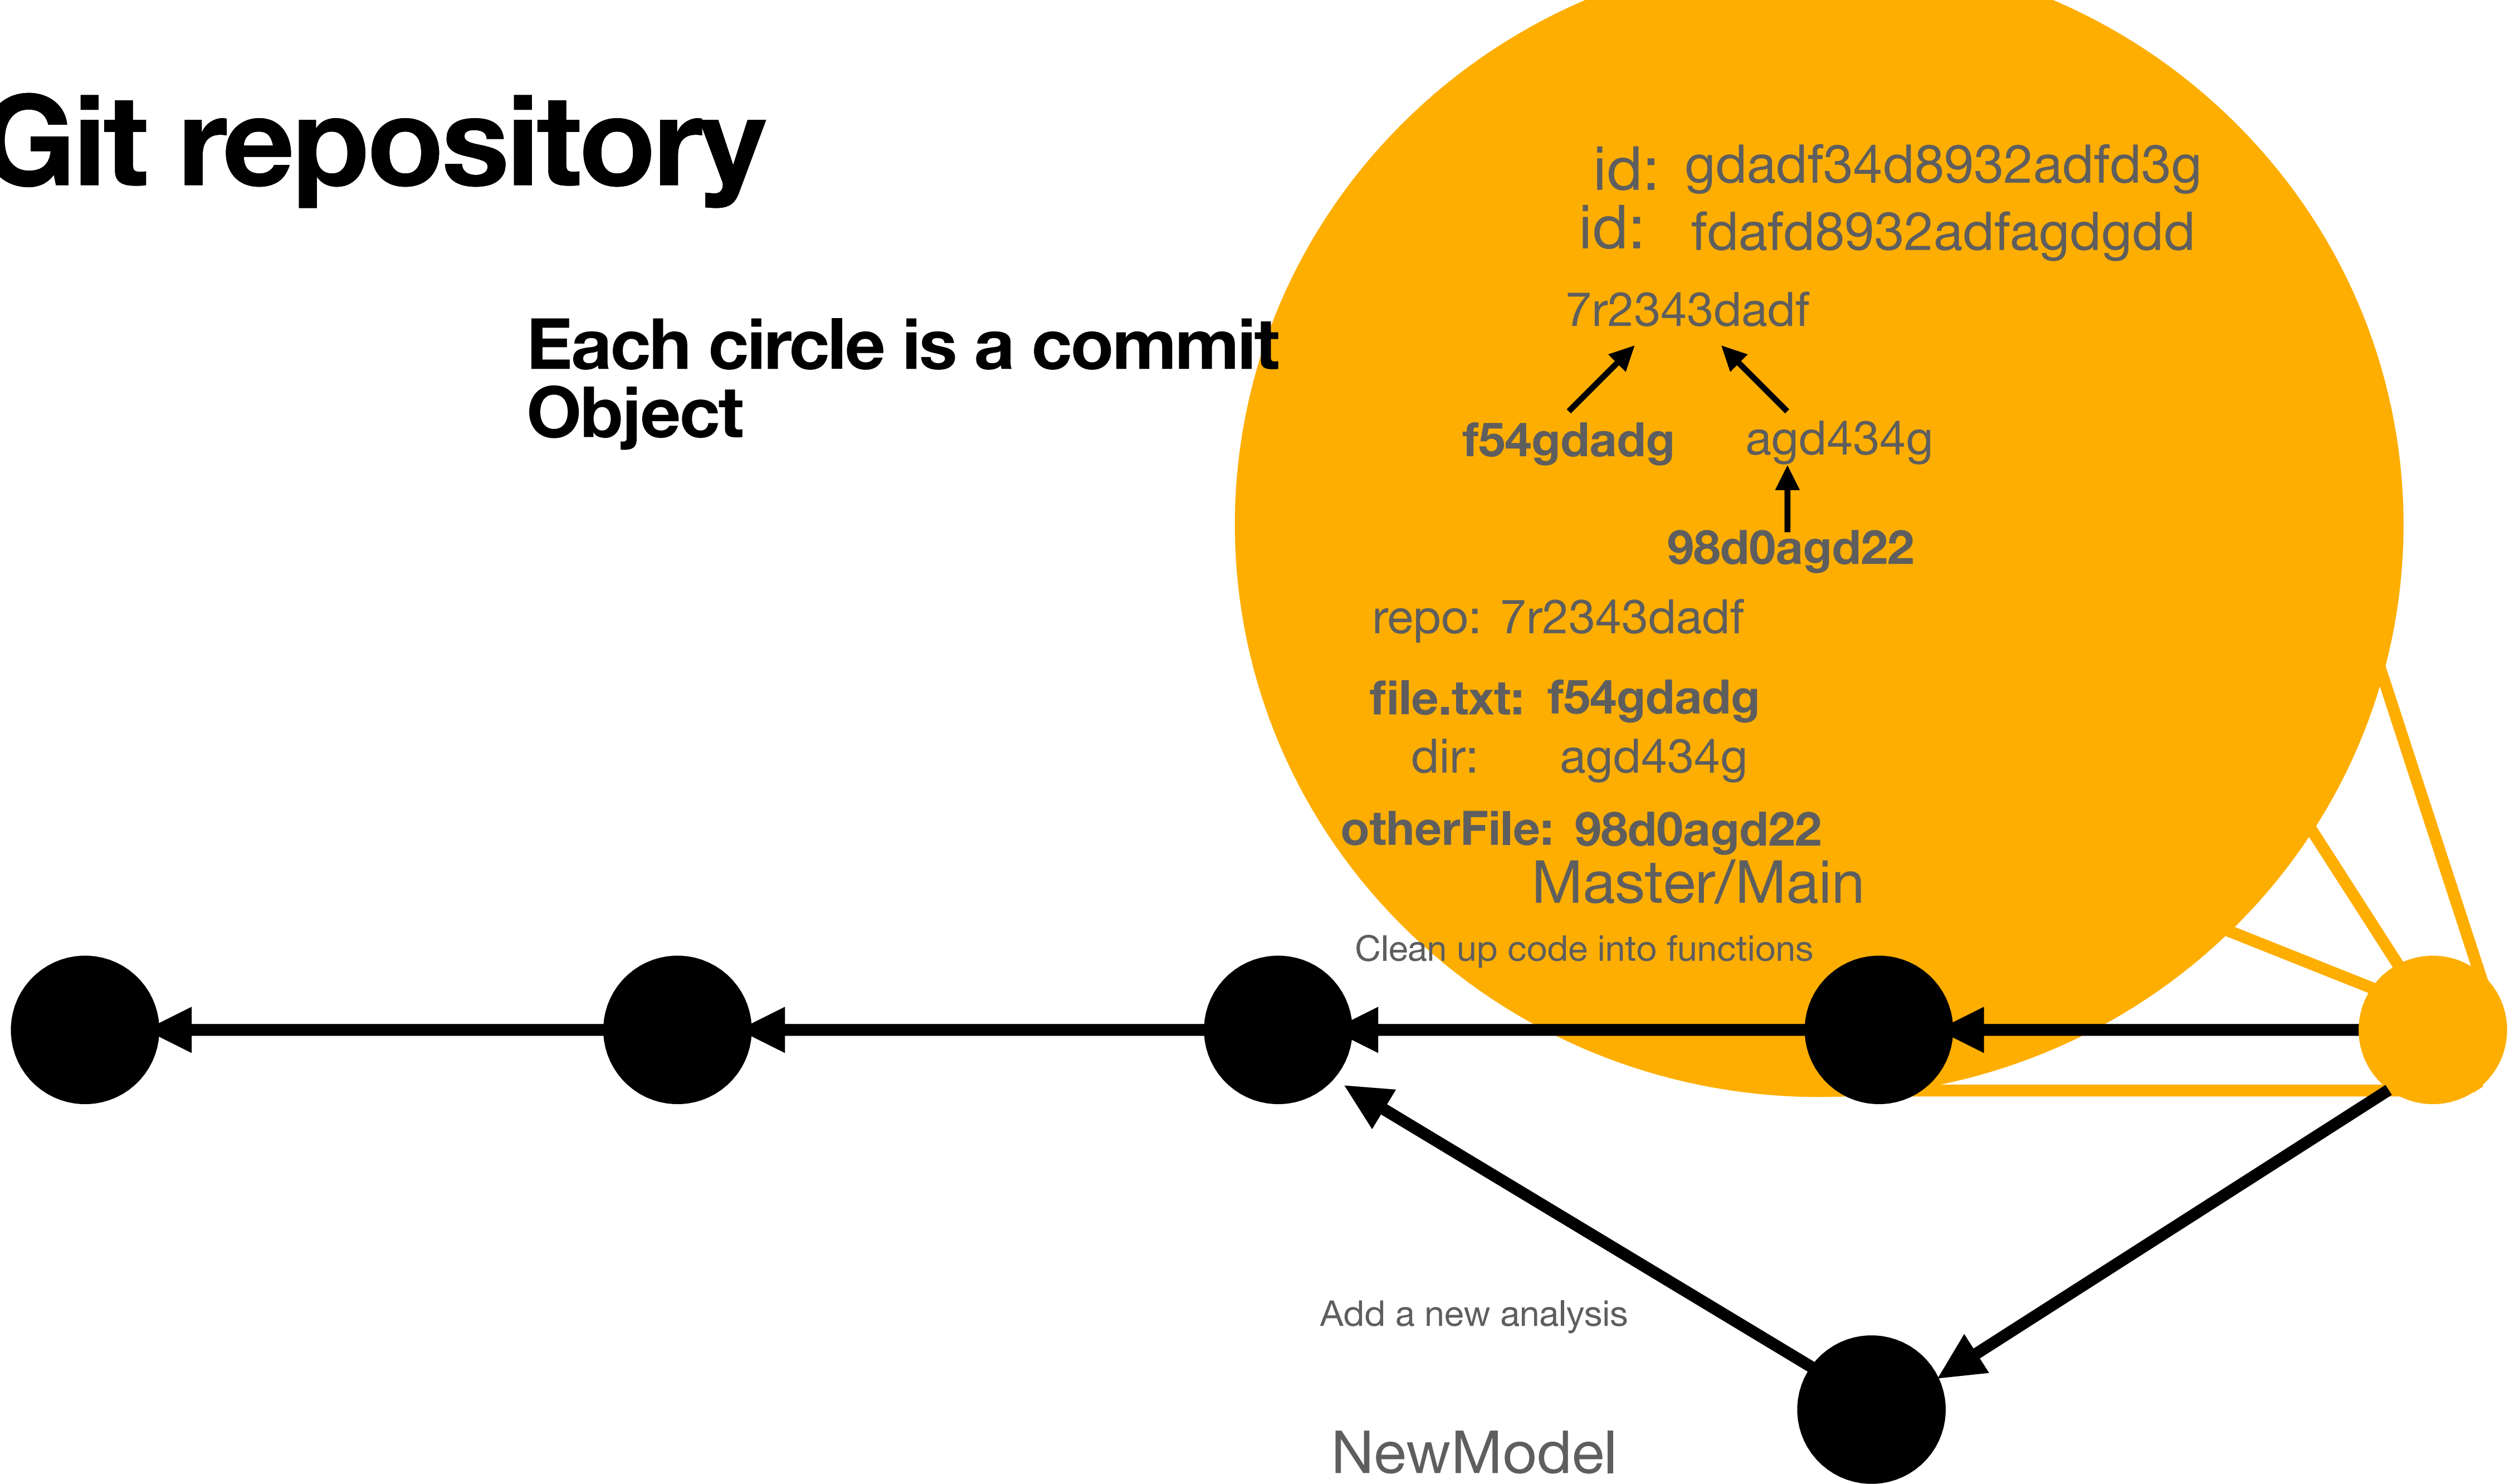 Git repository
Each circle is a commit
Object
id: gdadf34d8932adfd3g
id: fdafd8932adfagdgdd
7r2343dadf
f54gdadg agd434g
98d0agd22
repo: 7r2343dadf
file.txt: f54gdadg
dir: agd434g
otherFile: 98d0agd22
Master/Main
Clean up code into functions
Add a new analysis
NewModel